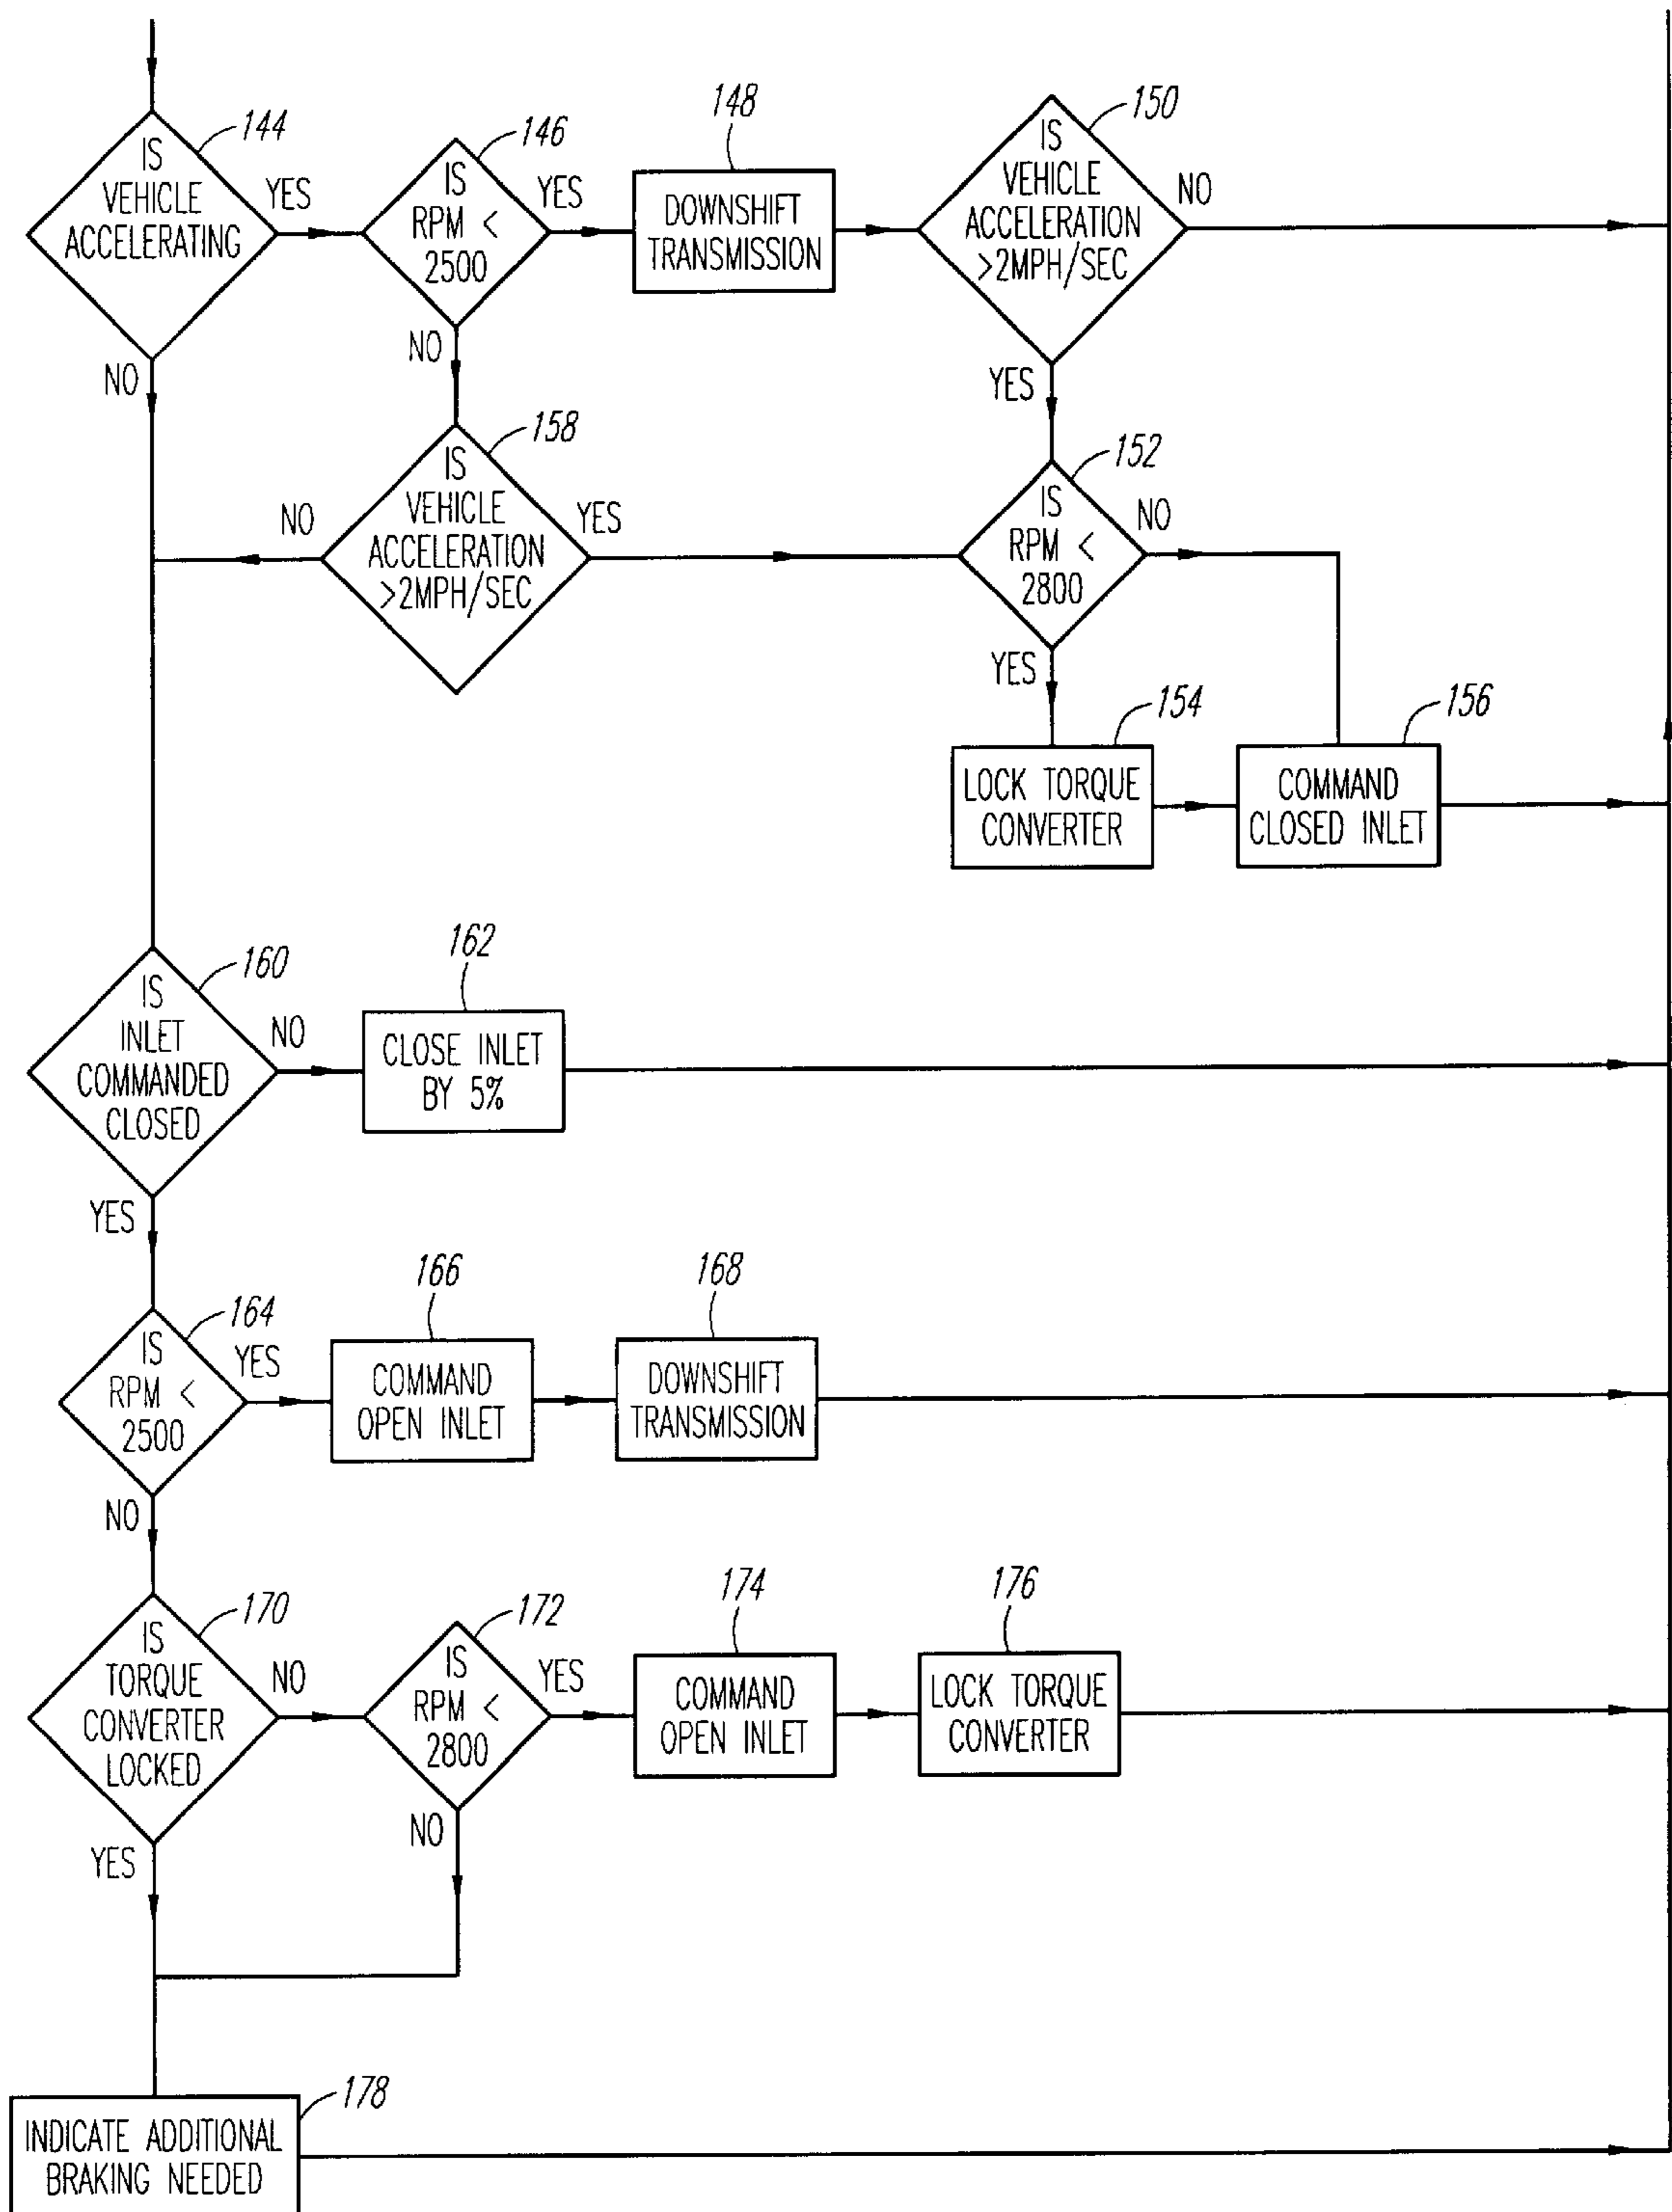 144
IS
VEHICLE
ACCELERATING
YES
NO
146
IS
RPM <
2500
YES
NO
148
DOWNSHIFT
TRANSMISSION
150
IS
VEHICLE
ACCELERATION
>2MPH/SEC
NO
YES
158
IS
VEHICLE
ACCELERATION
>2MPH/SEC
NO
YES
152
IS
RPM <
2800
NO
YES
154
LOCK TORQUE
CONVERTER
156
COMMAND
CLOSED INLET
160
IS
INLET
COMMANDED
CLOSED
NO
YES
162
CLOSE INLET
BY 5%
164
IS
RPM <
2500
YES
NO
166
COMMAND
OPEN INLET
168
DOWNSHIFT
TRANSMISSION
170
IS
TORQUE
CONVERTER
LOCKED
NO
YES
172
IS
RPM <
2800
YES
NO
174
COMMAND
OPEN INLET
176
LOCK TORQUE
CONVERTER
178
INDICATE ADDITIONAL
BRAKING NEEDED